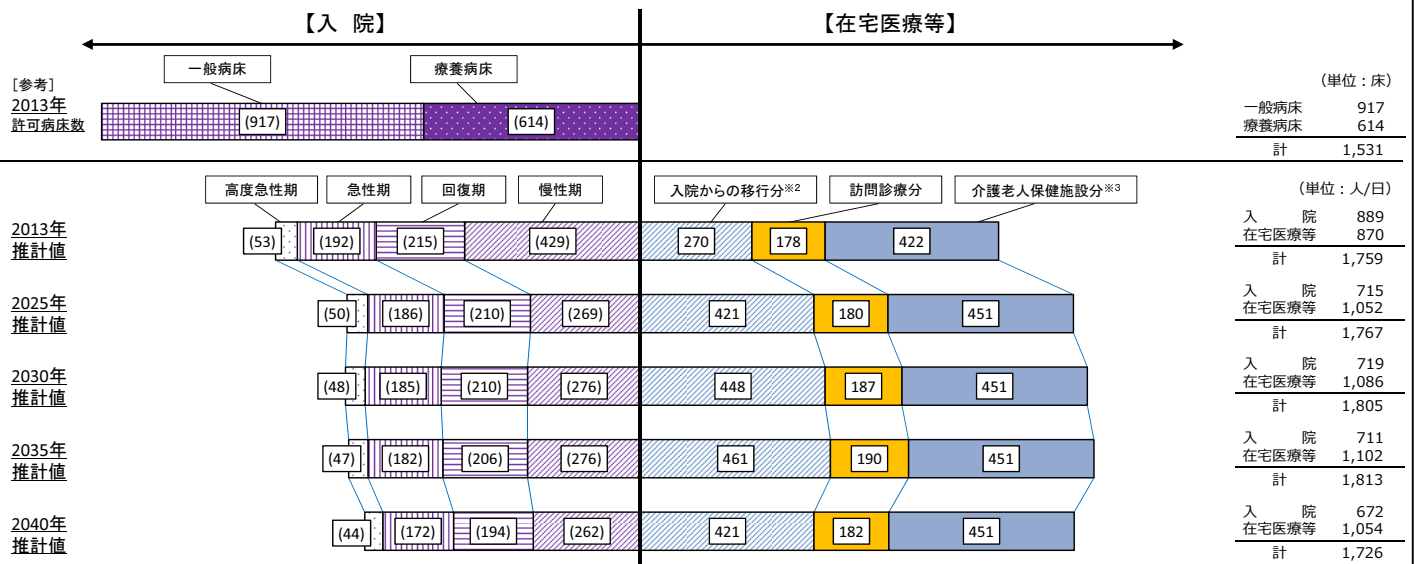 【入 院】 【在宅医療等】
一般病床 療養病床
[参考]
2013年
許可病床数
(917) (614)
(単位：床)
一般病床 917
療養病床 614
計 1,531
高度急性期 急性期 回復期 慢性期 入院からの移行分※2 訪問診療分 介護老人保健施設分※3
(単位：人/日)
2013年
推計値
(53) (192) (215) (429) 270 178 422
入 院 889
在宅医療等 870
計 1,759
2025年
推計値
(50) (186) (210) (269) 421 180 451
入 院 715
在宅医療等 1,052
計 1,767
2030年
推計値
(48) (185) (210) (276) 448 187 451
入 院 719
在宅医療等 1,086
計 1,805
2035年
推計値
(47) (182) (206) (276) 461 190 451
入 院 711
在宅医療等 1,102
計 1,813
2040年
推計値
(44) (172) (194) (262) 421 182 451
入 院 672
在宅医療等 1,054
計 1,726